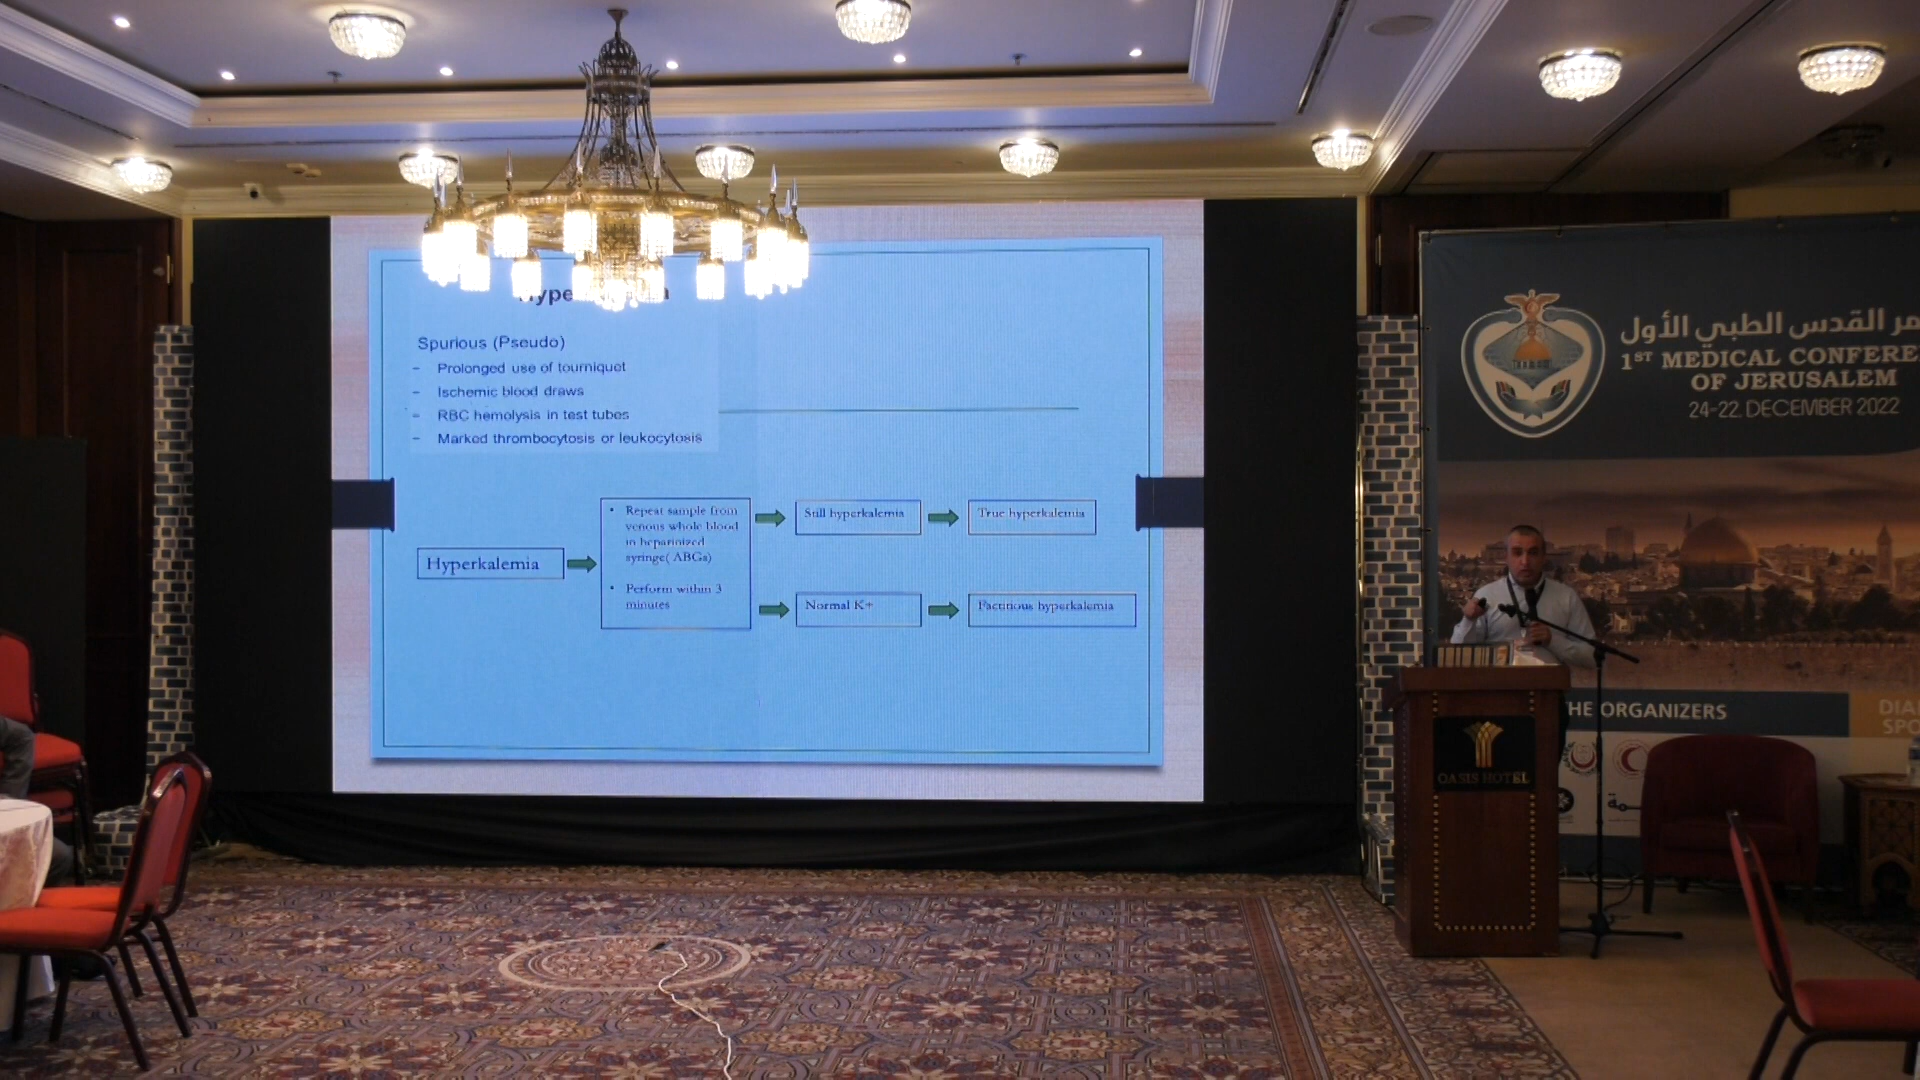 Spurious (Pseudo)
- Prolonged use of tourniquet
- Ischemic blood draws
- RBC hemolysis in test tubes
- Marked thrombocytosis or leukocytosis
Hyperkalemia
• Repeat sample from
venous whole blood
in heparinized
syringe( ABGs)
• Perform within 3
minutes
Still hyperkalemia
True hyperkalemia
Normal K+
Factitious hyperkalemia
القدس الطبي الأول
1ST MEDICAL CONFERE
OF JERUSALEM
24-22 DECEMBER 2022
HE ORGANIZERS
DIA
SPO
OASIS HOTEL